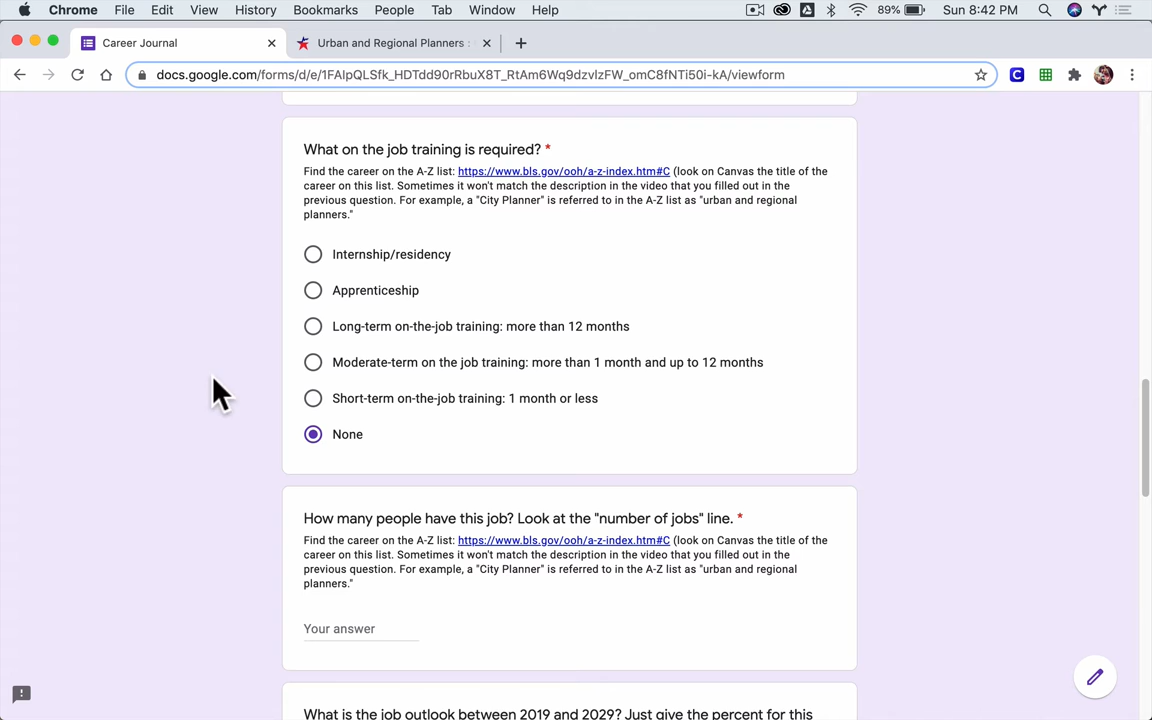 Chrome File Edit View History Bookmarks People Tab Window Help 89% Sun 8:42 PM
Career Journal Urban and Regional Planners :
docs.google.com/forms/d/e/1FAIpQLSfk_HDTdd90rRbuX8T_RtAm6Wq9dzvIzFW_omC8fNTi50i-kA/viewform
What on the job training is required? *
Find the career on the A-Z list: https://www.bls.gov/ooh/a-z-index.htm#C (look on Canvas the title of the
career on this list. Sometimes it won't match the description in the video that you filled out in the
previous question. For example, a "City Planner" is referred to in the A-Z list as "urban and regional
planners."
Internship/residency
Apprenticeship
Long-term on-the-job training: more than 12 months
Moderate-term on the job training: more than 1 month and up to 12 months
Short-term on-the-job training: 1 month or less
None
How many people have this job? Look at the "number of jobs" line. *
Find the career on the A-Z list: https://www.bls.gov/ooh/a-z-index.htm#C (look on Canvas the title of the
career on this list. Sometimes it won't match the description in the video that you filled out in the
previous question. For example, a "City Planner" is referred to in the A-Z list as "urban and regional
planners."
Your answer
What is the job outlook between 2019 and 2029? Just give the percent for this